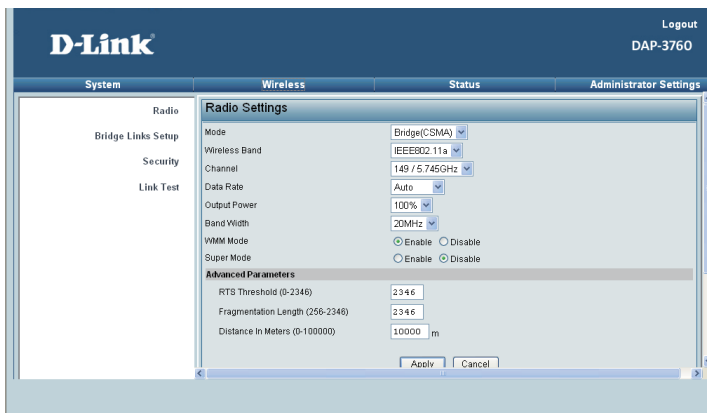 Logout
D-Link
DAP-3760
System Wireless Status Administrator Settings
Radio
Bridge Links Setup
Security
Link Test
Radio Settings
Mode Bridge(CSMA)
Wireless Band IEEE802.11a
Channel 149 / 5.745GHz
Data Rate Auto
Output Power 100%
Band Width 20MHz
WMM Mode Enable Disable
Super Mode Enable Disable
Advanced Parameters
RTS Threshold (0-2346) 2346
Fragmentation Length (256-2346) 2346
Distance In Meters (0-100000) 10000 m
Apply Cancel